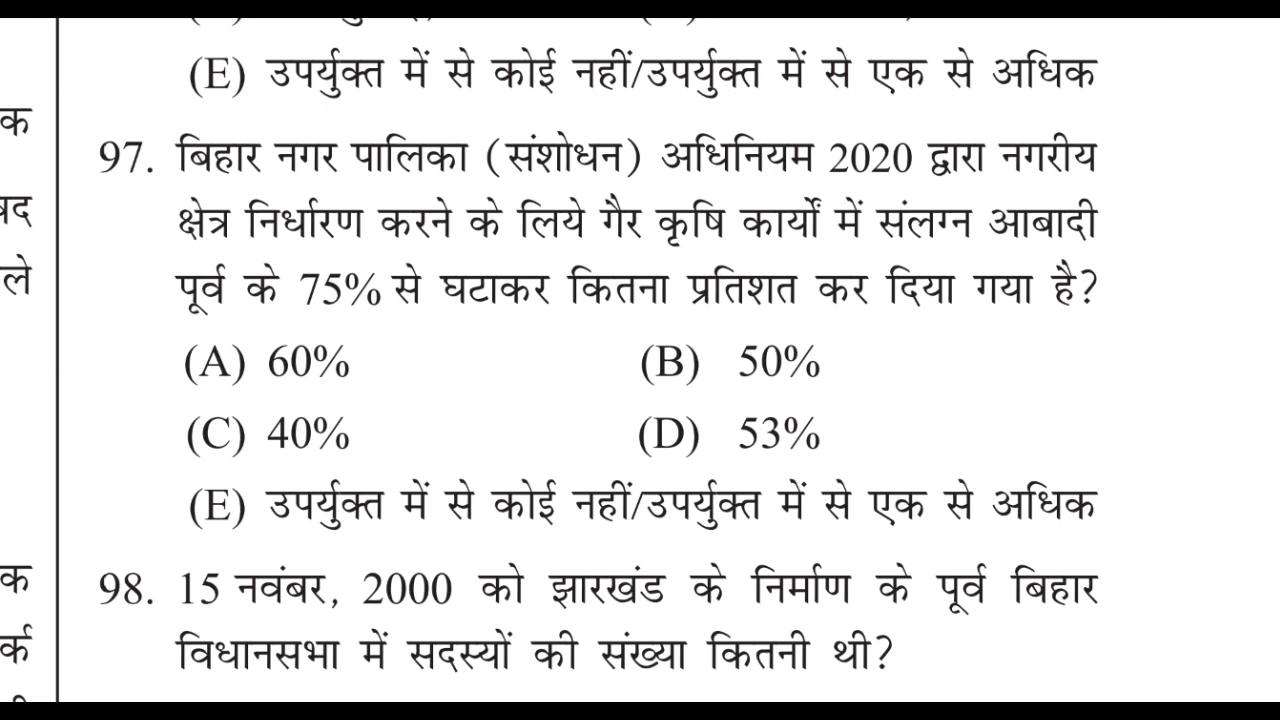 (E) उपर्युक्त में से कोई नहीं/उपर्युक्त में से एक से अधिक
क
97. बिहार नगर पालिका (संशोधन) अधिनियम 2020 द्वारा नगरीय
क्षेत्र निर्धारण करने के लिये गैर कृषि कार्यों में संलग्न आबादी
ले
पूर्व के 75% से घटाकर कितना प्रतिशत कर दिया गया है?
(A) 60% (B) 50%
(C) 40% (D) 53%
(E) उपर्युक्त में से कोई नहीं/उपर्युक्त में से एक से अधिक
क
98. 15 नवंबर, 2000 को झारखंड के निर्माण के पूर्व बिहार
र्क
विधानसभा में सदस्यों की संख्या कितनी थी?